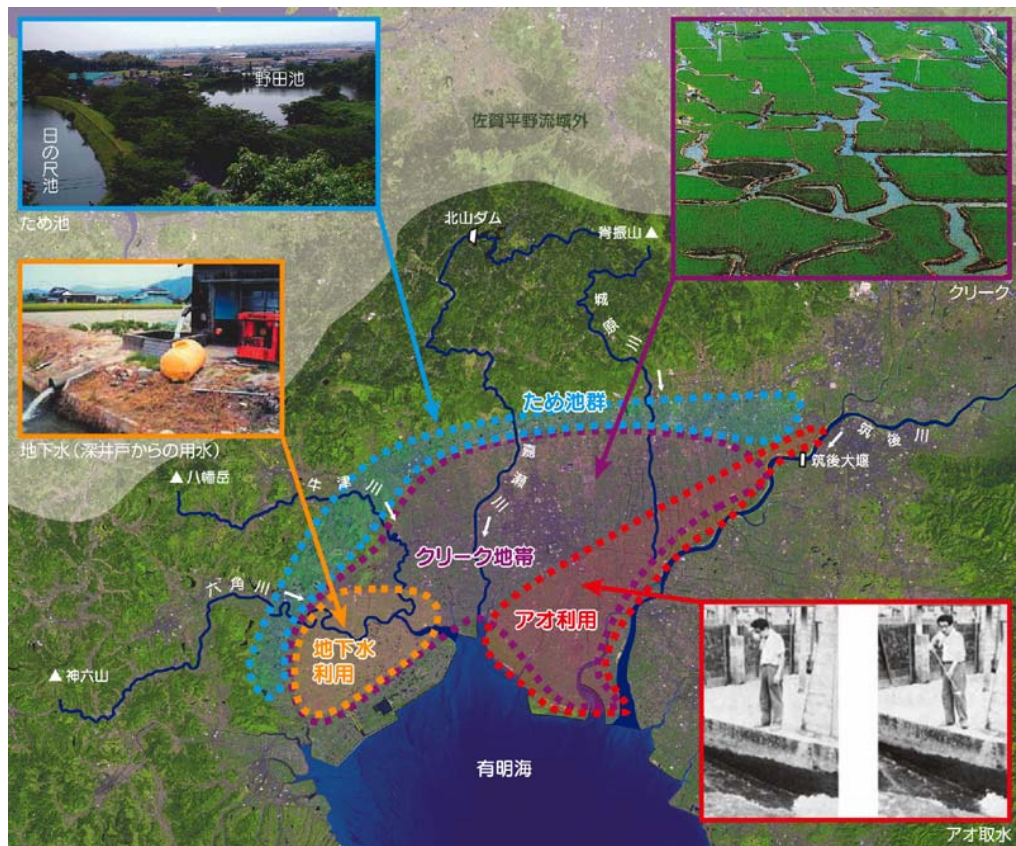 野田池
日の尺池
ため池
佐賀平野流域外
北山ダム
脊振山▲
クリーク
城原川
地下水(深井戸からの用水)
ため池群
筑後川
筑後大堰
▲八幡岳
牛津川
嘉瀬川
クリーク地帯
六角川
アオ利用
地下水
利用
▲神六山
有明海
アオ取水